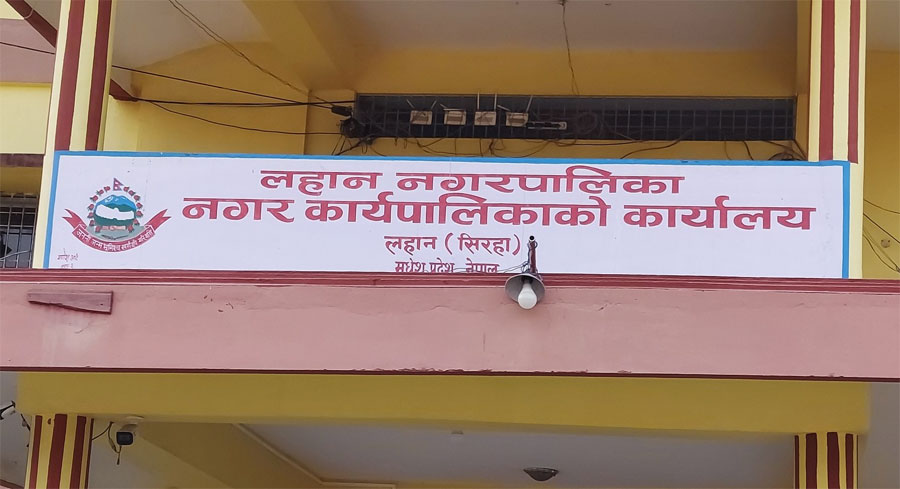 लहान नगरपालिका
नगर कार्यपालिकाको कार्यालय
लहान (सिरहा)
मधेश प्रदेश, नेपाल